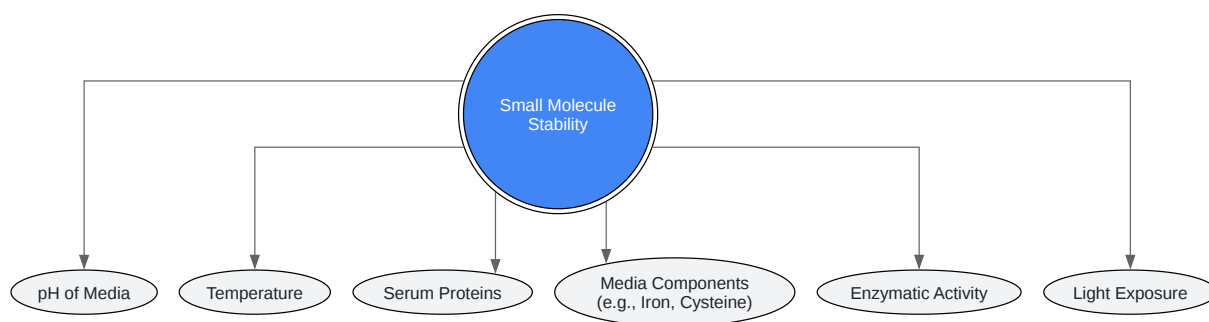 Small Molecule
Stability
pH of Media
Temperature
Serum Proteins
Media Components
(e.g., Iron, Cysteine)
Enzymatic Activity
Light Exposure